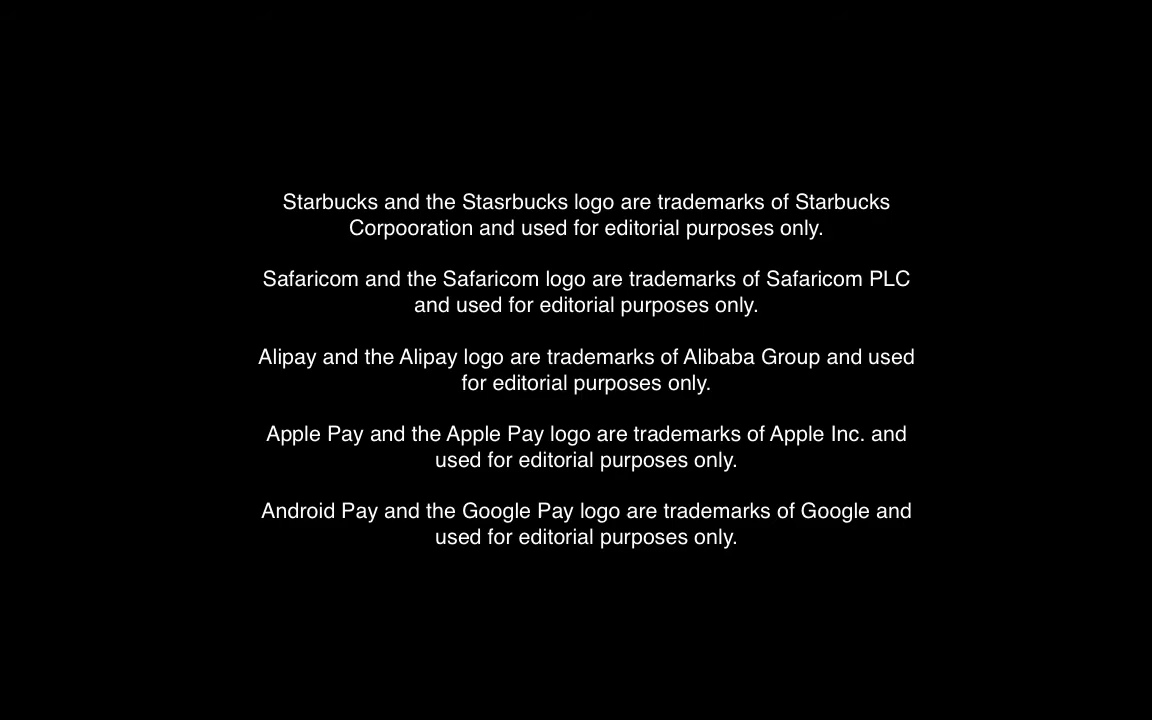 Starbucks and the Stasrbucks logo are trademarks of Starbucks
Corpooration and used for editorial purposes only.
Safaricom and the Safaricom logo are trademarks of Safaricom PLC
and used for editorial purposes only.
Alipay and the Alipay logo are trademarks of Alibaba Group and used
for editorial purposes only.
Apple Pay and the Apple Pay logo are trademarks of Apple Inc. and
used for editorial purposes only.
Android Pay and the Google Pay logo are trademarks of Google and
used for editorial purposes only.